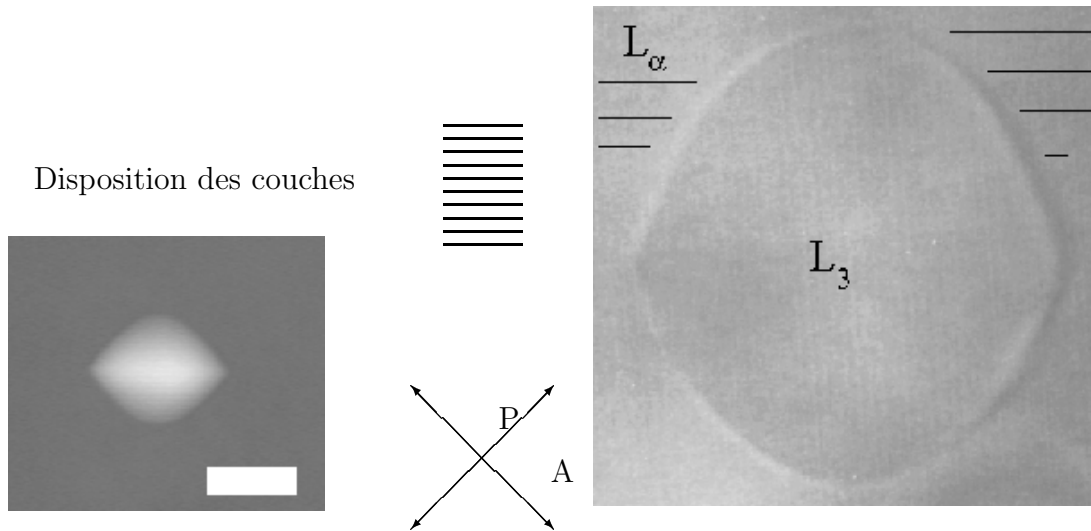 Disposition des couches
P
A
Lα
L3